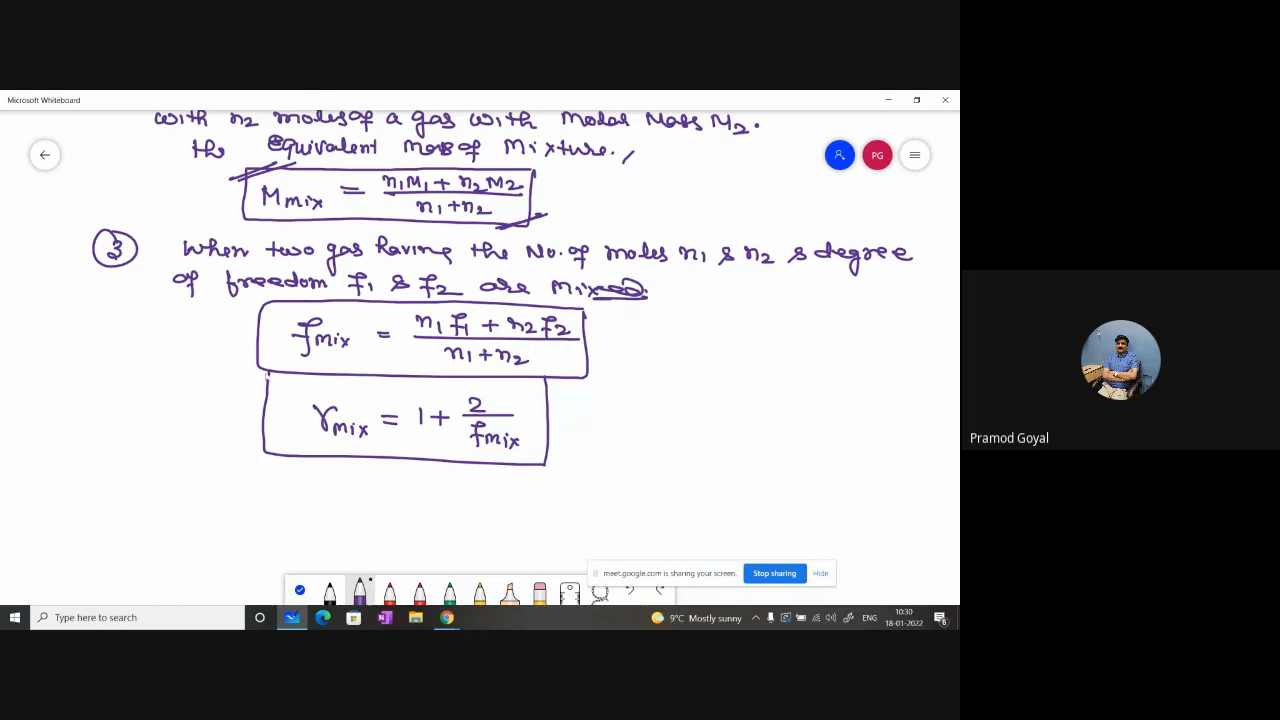 Microsoft Whiteboard
with n2 moles of a gas with Molar Mass M2.
the equivalent Mass of Mixture.
PG
Mmix = n1M1 + n2M2 / n1+n2
3 When two gas having the No. of moles n1 & n2 & degree
of freedom f1 & f2 are Mixed.
fmix = n1f1 + n2f2 / n1+n2
γmix = 1 + 2 / fmix
Pramod Goyal
meet.google.com is sharing your screen. Stop sharing Hide
Type here to search
9°C Mostly sunny ENG 10:30
18-01-2022 6